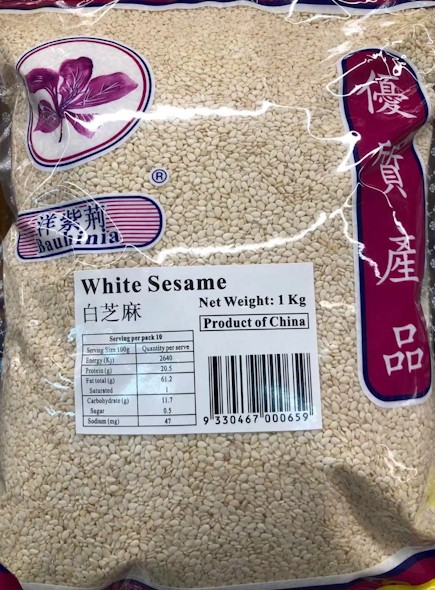 優質產品
®
洋紫荊
Bauhinia
White Sesame
白芝麻
Net Weight: 1 Kg
Product of China
Serving per pack 10
Serving Size 100g Quantity per serve
Energy (Kj) 2640
Protein (g) 20.5
Fat total (g) 61.2
Saturated 1
Carbohydrate (g) 11.7
Sugar 0.5
Sodium (mg) 47
9 330467 000659